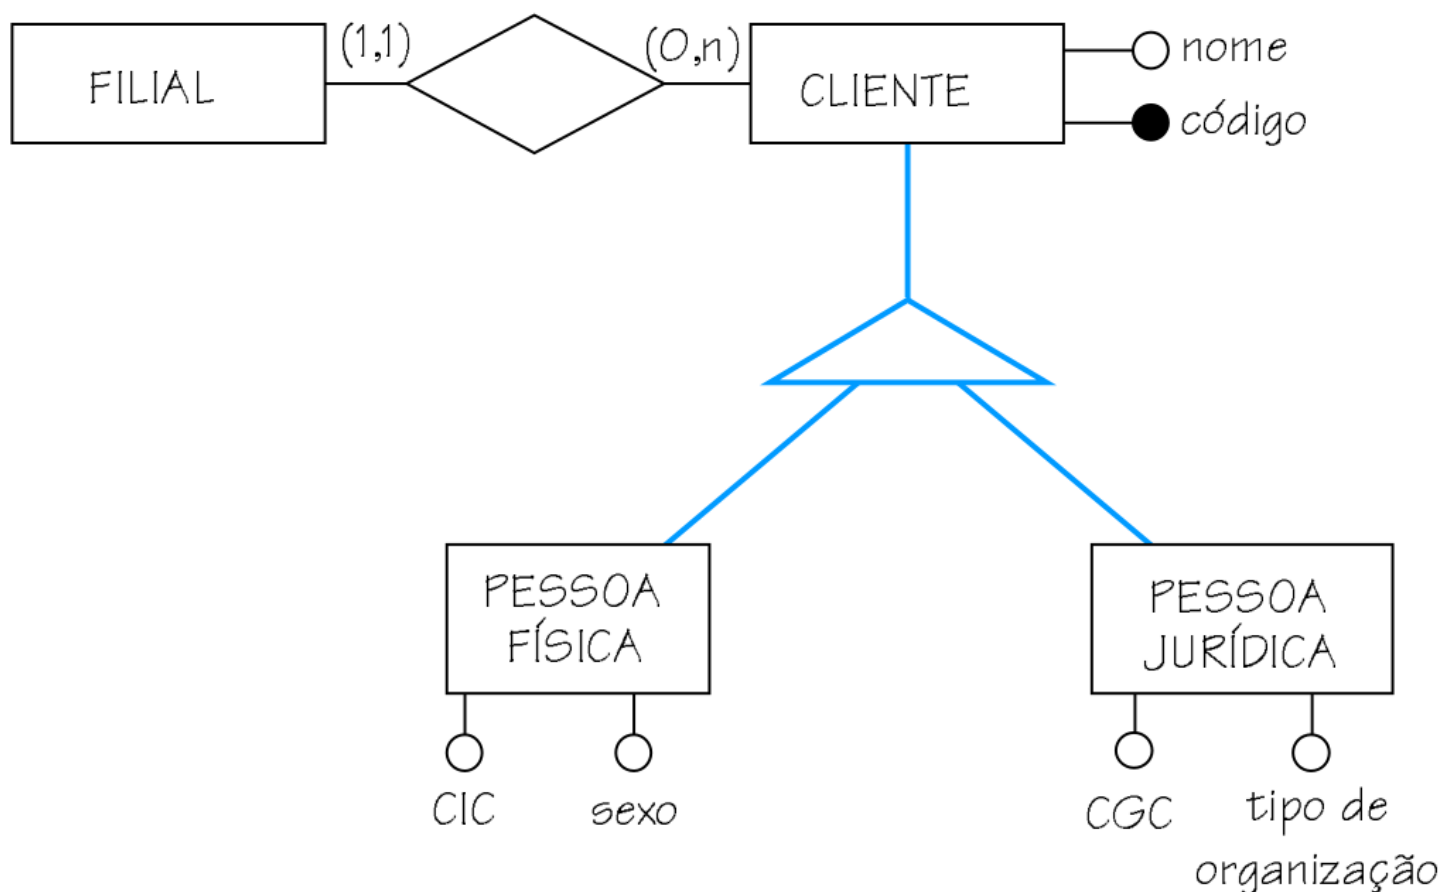 FILIAL
(1,1)
(0,n)
CLIENTE
nome
código
PESSOA
FÍSICA
PESSOA
JURÍDICA
CIC
sexo
CGC
tipo de
organização